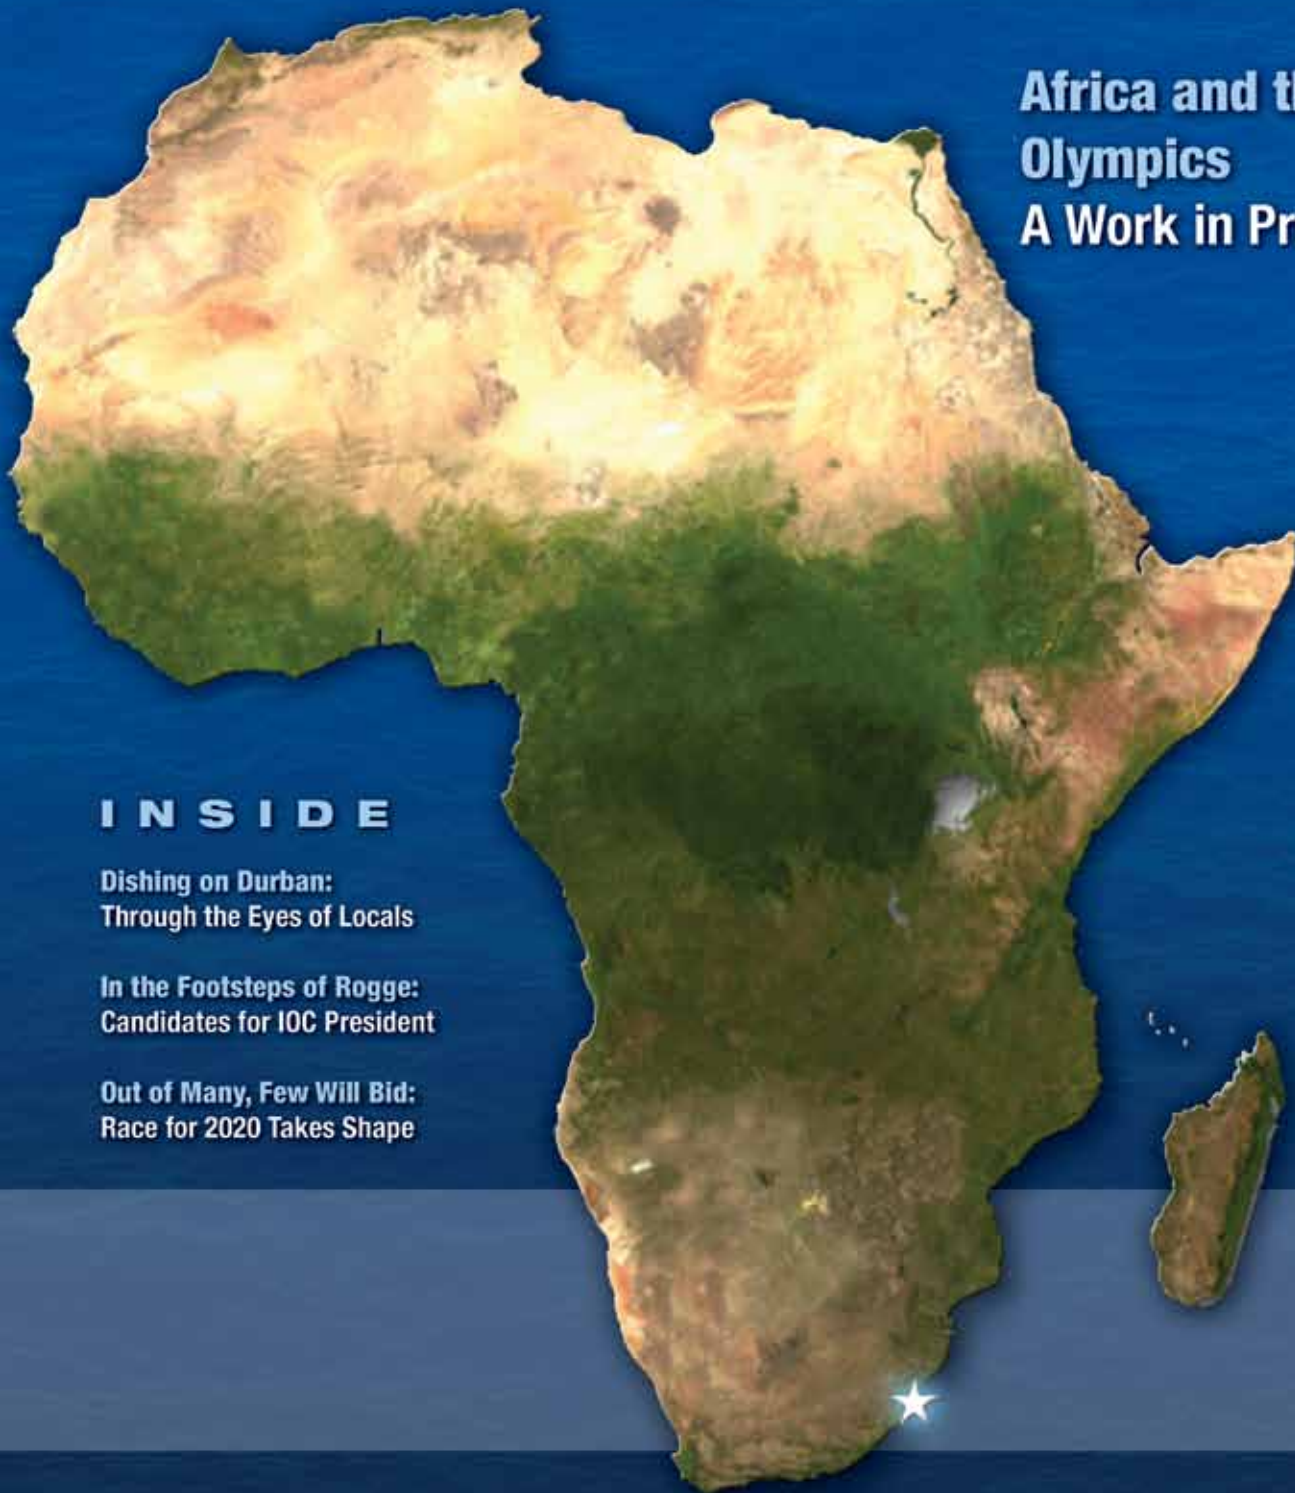 Africa and th
Olympics
A Work in Pr
INSIDE
Dishing on Durban:
Through the Eyes of Locals
In the Footsteps of Rogge:
Candidates for IOC President
Out of Many, Few Will Bid:
Race for 2020 Takes Shape